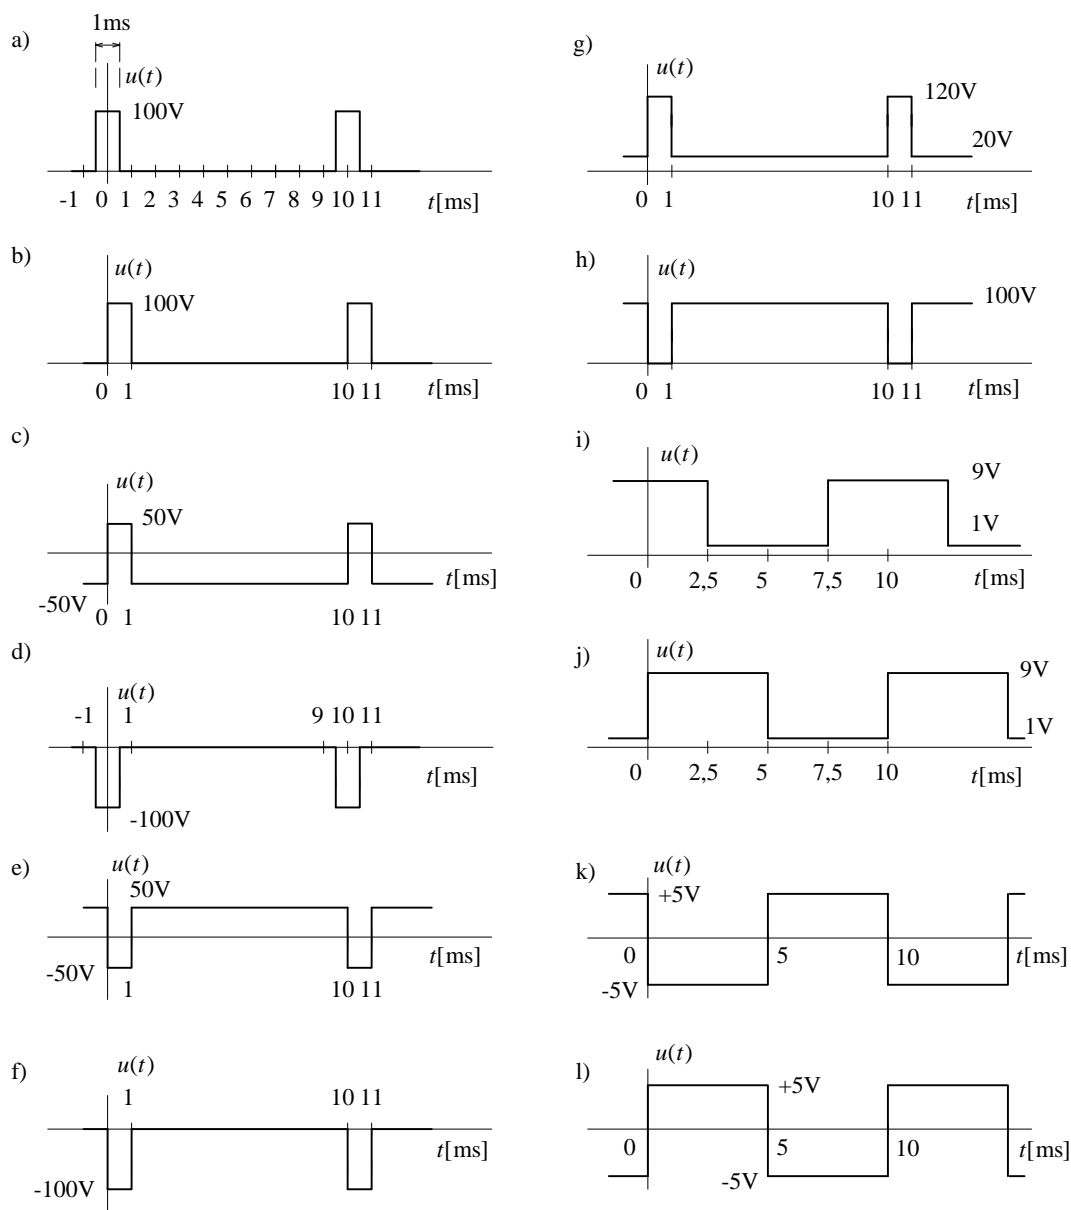 a)
1ms
u(t)
100V
-1 0 1 2 3 4 5 6 7 8 9 10 11 t[ms]
b)
u(t)
100V
0 1 10 11 t[ms]
c)
u(t)
50V
t[ms]
-50V 0 1 10 11
d)
u(t)
-1 1 9 10 11
t[ms]
-100V
e)
u(t)
50V
t[ms]
-50V
1 10 11
f)
u(t)
1 10 11
t[ms]
-100V
g)
u(t)
120V
20V
0 1 10 11 t[ms]
h)
u(t)
100V
0 1 10 11 t[ms]
i)
u(t)
9V
1V
0 2,5 5 7,5 10 t[ms]
j)
u(t)
9V
1V
0 2,5 5 7,5 10 t[ms]
k)
u(t)
+5V
0 5 10 t[ms]
-5V
l)
u(t)
+5V
0 5 10 t[ms]
-5V